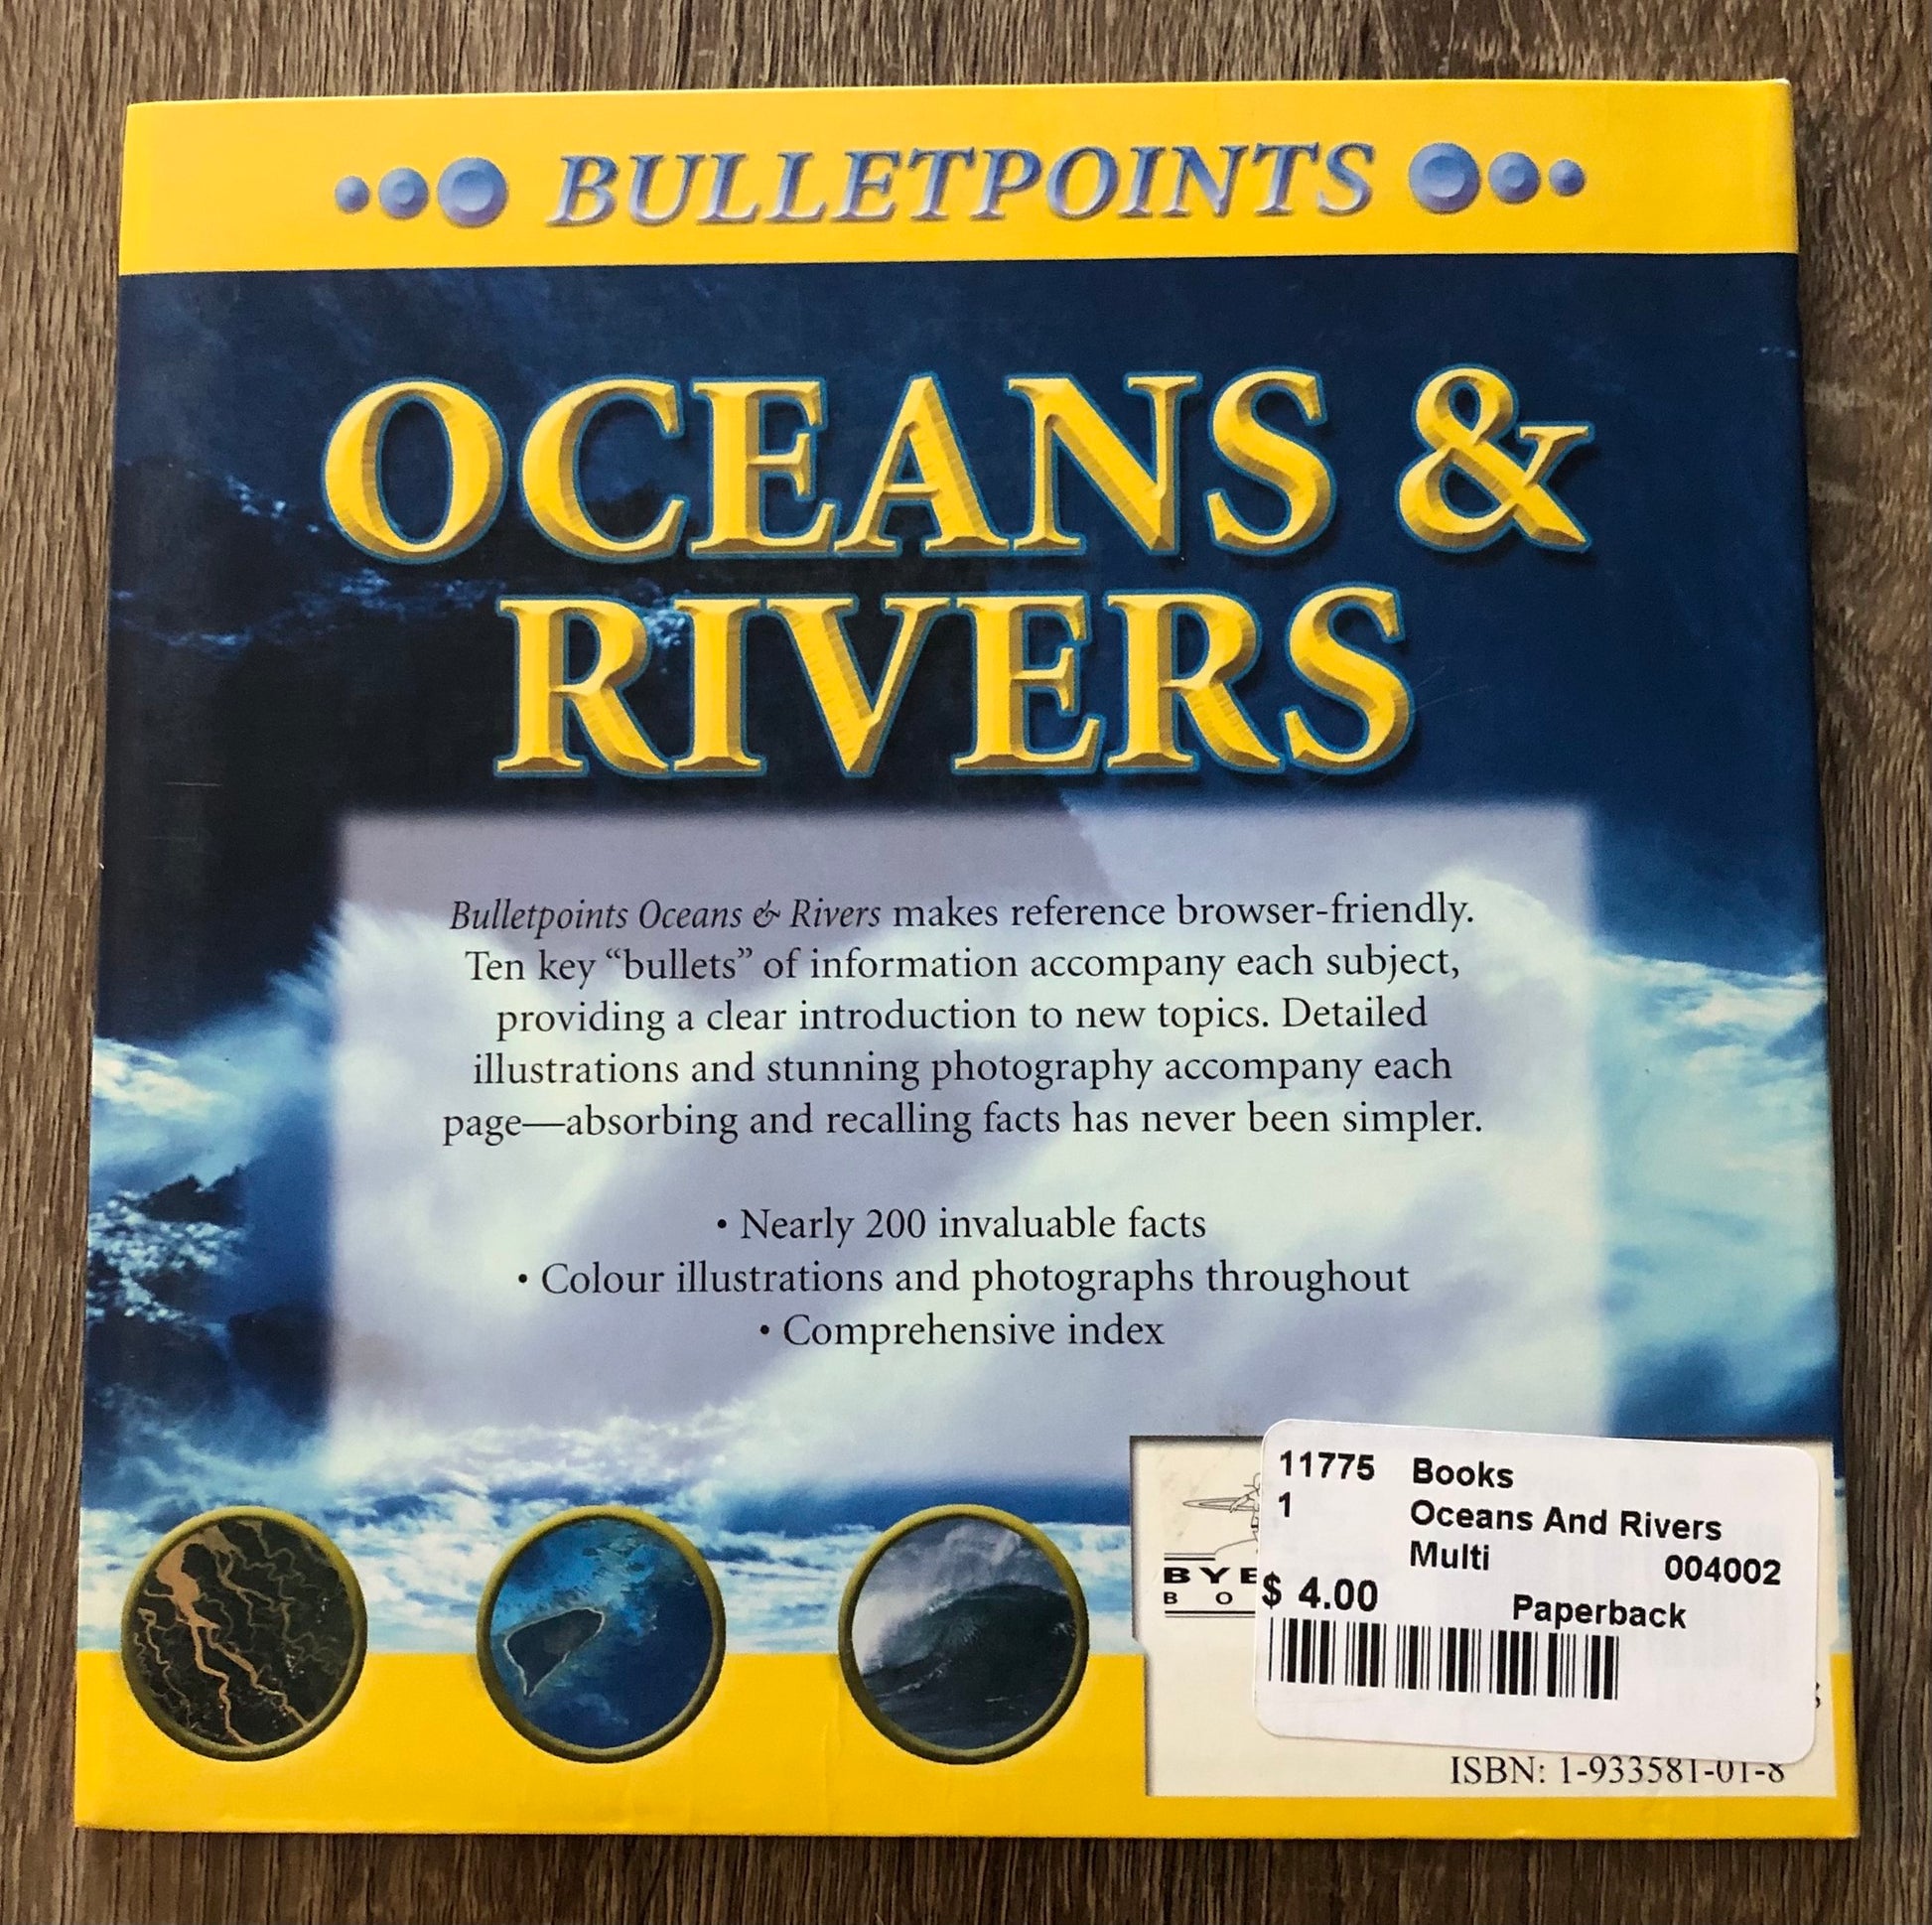 BULLETPOINTS
OCEANS &
RIVERS
Bulletpoints Oceans & Rivers makes reference browser-friendly.
Ten key “bullets” of information accompany each subject,
providing a clear introduction to new topics. Detailed
illustrations and stunning photography accompany each
page—absorbing and recalling facts has never been simpler.
• Nearly 200 invaluable facts
• Colour illustrations and photographs throughout
• Comprehensive index
11775 Books
1 Oceans And Rivers
Multi 004002
$ 4.00 Paperback
ISBN: 1-933581-01-8